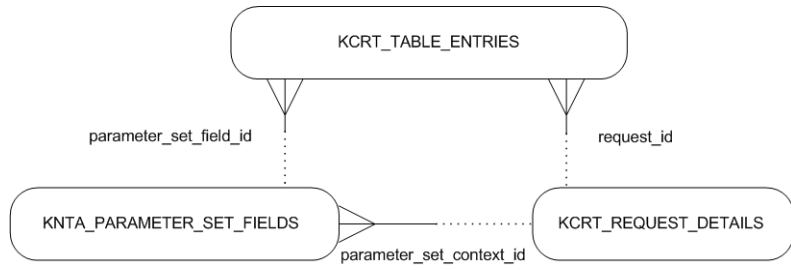 KCRT_TABLE_ENTRIES
parameter_set_field_id
request_id
KNTA_PARAMETER_SET_FIELDS
KCRT_REQUEST_DETAILS
parameter_set_context_id